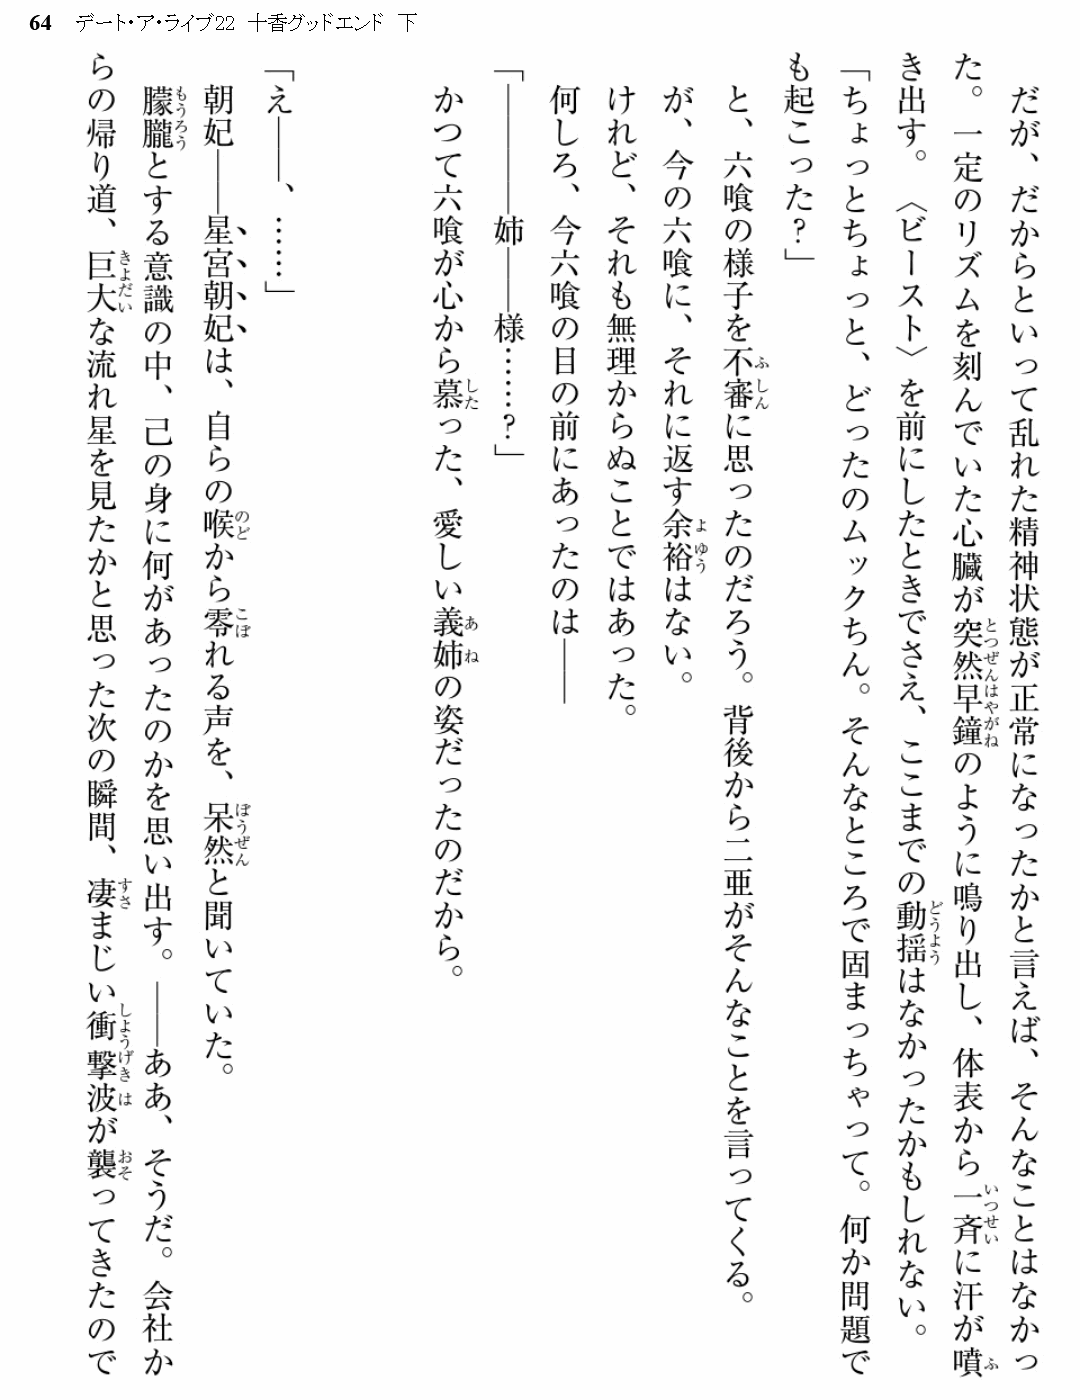 64 デート・ア・ライブ22 十香グッドエンド 下
だが、だからといって乱れた精神状態が正常になったかと言えば、そんなことはなかっ
た。一定のリズムを刻んでいた心臓が突然早鐘のように鳴り出し、体表から一斉に汗が噴
き出す。〈ビースト〉を前にしたときでさえ、ここまでの動揺はなかったかもしれない。
「ちょっとちょっと、どったのムックちん。そんなところで固まっちゃって。何か問題で
も起こった?」
と、六喰の様子を不審に思ったのだろう。背後から二亜がそんなことを言ってくる。
が、今の六喰に、それに返す余裕はない。
けれど、それも無理からぬことではあった。
何しろ、今六喰の目の前にあったのは――
「――――姉――様……?」
かつて六喰が心から慕った、愛しい義姉の姿だったのだから。
「え――、……」
朝妃――星宮朝妃は、自らの喉から零れる声を、呆然と聞いていた。
朦朧とする意識の中、己の身に何があったのかを思い出す。――ああ、そうだ。会社か
らの帰り道、巨大な流れ星を見たかと思った次の瞬間、凄まじい衝撃波が襲ってきたので